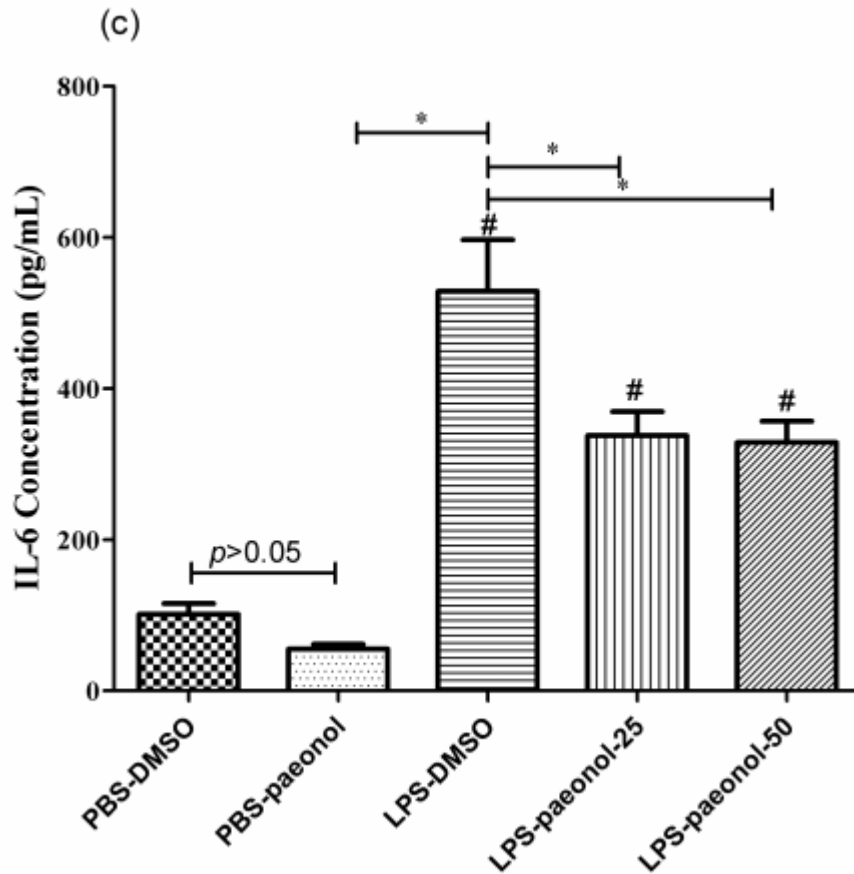 (c)
800
600
400
200
0
IL-6 Concentration (pg/mL)
*
*
*
#
#
#
p>0.05
PBS-DMSO
PBS-paeonol
LPS-DMSO
LPS-paeonol-25
LPS-paeonol-50